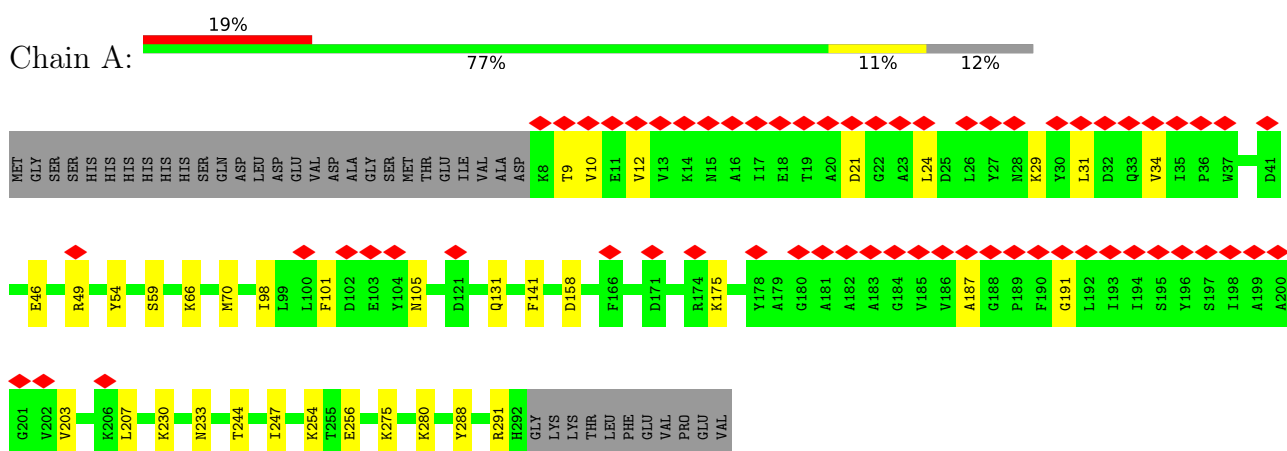 19%
Chain A:
77% 11% 12%
MET GLY SER SER HIS HIS HIS HIS HIS HIS SER GLN ASP LEU ASP GLU VAL ASP ALA GLY SER MET THR GLU ILE VAL ALA ASP K8 T9 V10 E11 V12 V13 K14 N15 A16 I17 E18 T19 A20 D21 G22 A23 L24 D25 L26 Y27 N28 K29 Y30 L31 D32 Q33 V34 I35 P36 W37 D41
E46 R49 Y54 S59 K66 M70 I98 L99 L100 F101 D102 E103 Y104 N105 D121 Q131 F141 D158 F166 D171 R174 K175 Y178 A179 G180 A181 A182 A183 G184 V185 V186 A187 G188 P189 F190 G191 L192 I193 I194 S195 Y196 S197 I198 A199 A200
G201 V202 V203 K206 L207 K230 N233 T244 I247 K254 T255 E256 K275 K280 Y288 R291 H292 GLY LYS LYS THR LEU PHE GLU VAL PRO GLU VAL